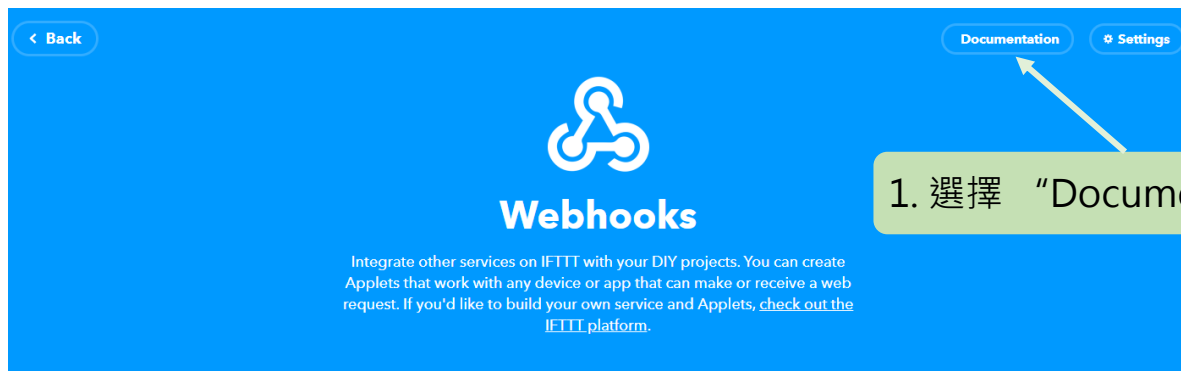 Back
Documentation
Settings
1. 選擇 “Docume
Webhooks
Integrate other services on IFTTT with your DIY projects. You can create
Applets that work with any device or app that can make or receive a web
request. If you'd like to build your own service and Applets, check out the
IFTTT platform.